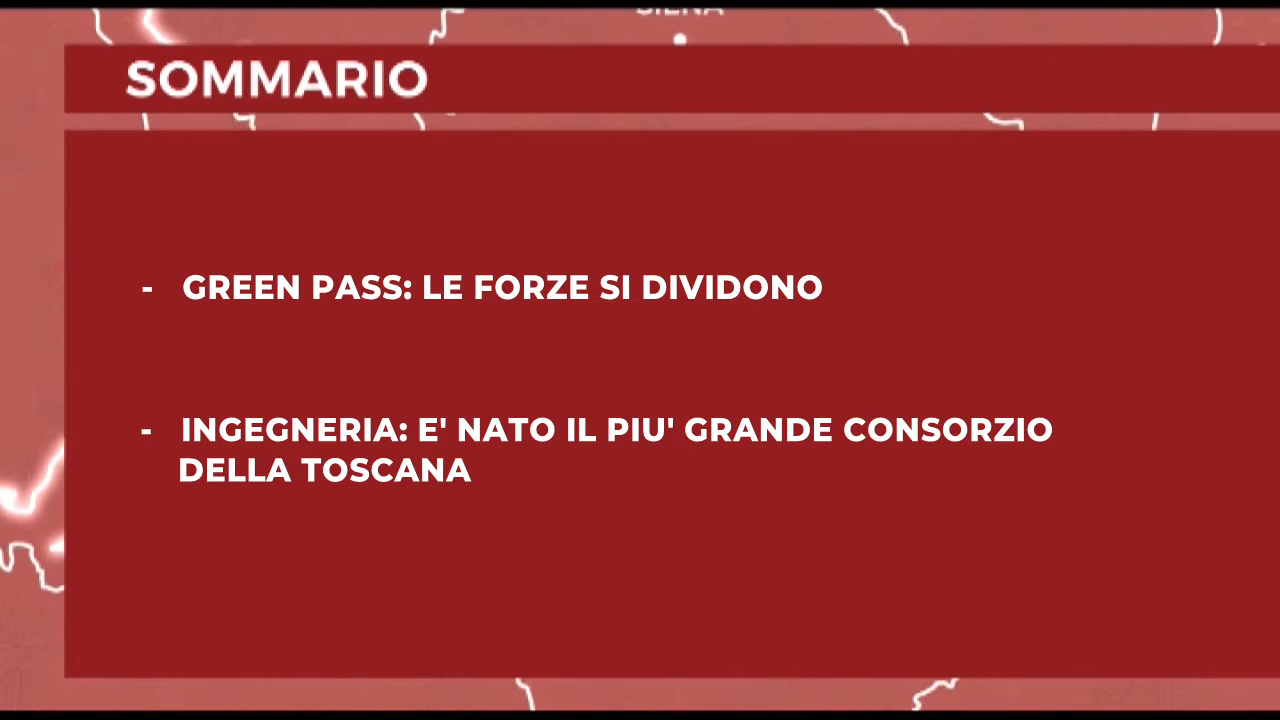 SIENA
SOMMARIO
- GREEN PASS: LE FORZE SI DIVIDONO
- INGEGNERIA: E' NATO IL PIU' GRANDE CONSORZIO
DELLA TOSCANA